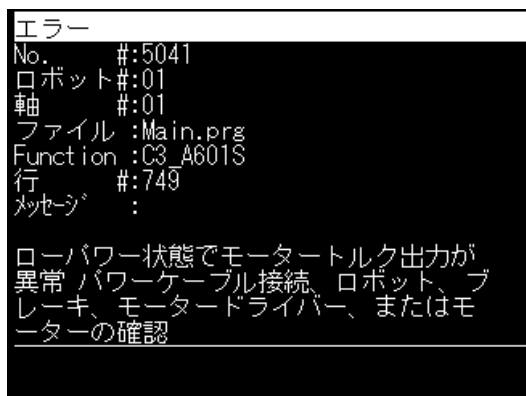 エラー
No.      #:5041
ロボット#:01
軸      #:01
ファイル :Main.prg
Function :C3_A601S
行      #:749
ﾒｯｾｰｼﾞ   :
ローパワー状態でモータートルク出力が
異常 パワーケーブル接続、ロボット、ブ
レーキ、モータードライバー、またはモ
ーターの確認